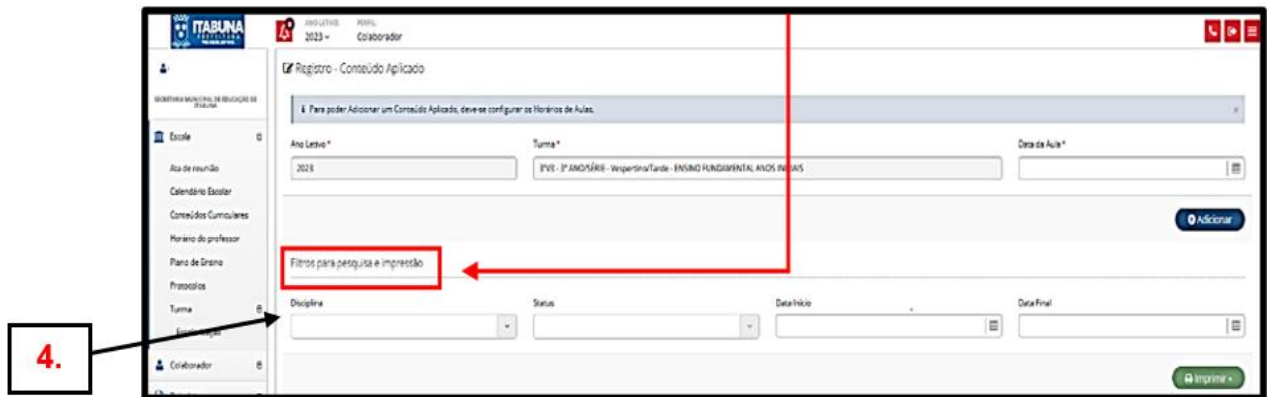 ITABUNA
PREFEITURA
ANO LETIVO: PERFIL:
2023 Colaborador
Registro - Conteúdo Aplicado
SECRETARIA MUNICIPAL DE EDUCAÇÃO DE
ITABUNA
Para poder Adicionar um Conteúdo Aplicado, deve-se configurar os Horários de Aulas.
Escola
Ano Letivo * Turma * Data da Aula *
Ata de reunião
2023 3ºV3 - 3º ANO/SÉRIE - Vespertino/Tarde - ENSINO FUNDAMENTAL ANOS INICIAIS
Calendário Escolar
Conteúdos Curriculares
Adicionar
Horário do professor
Plano de Ensino
Filtros para pesquisa e impressão
Protocolos
Turma
Disciplina Status Data Início Data Final
4.
Colaborador
Imprimir